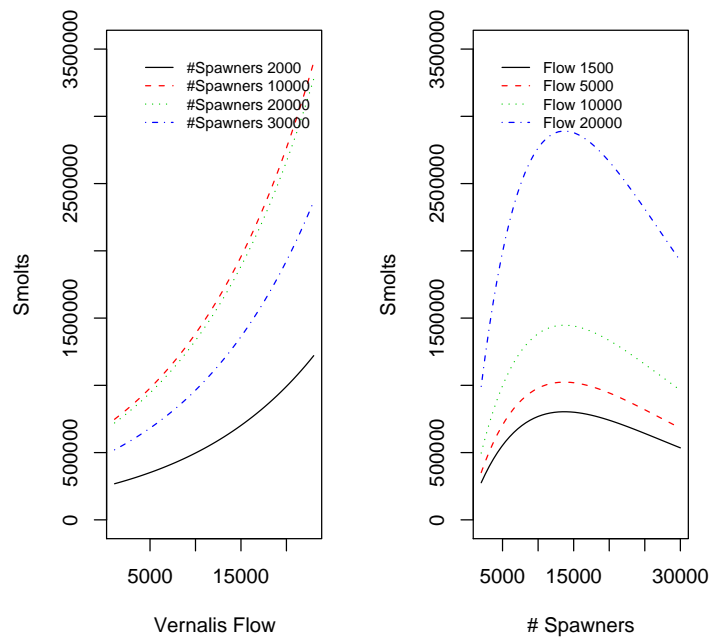 Smolts
0
500000
1500000
2500000
3500000
#Spawners 2000
#Spawners 10000
#Spawners 20000
#Spawners 30000
5000
15000
Vernalis Flow
Smolts
0
500000
1500000
2500000
3500000
Flow 1500
Flow 5000
Flow 10000
Flow 20000
5000
15000
30000
# Spawners